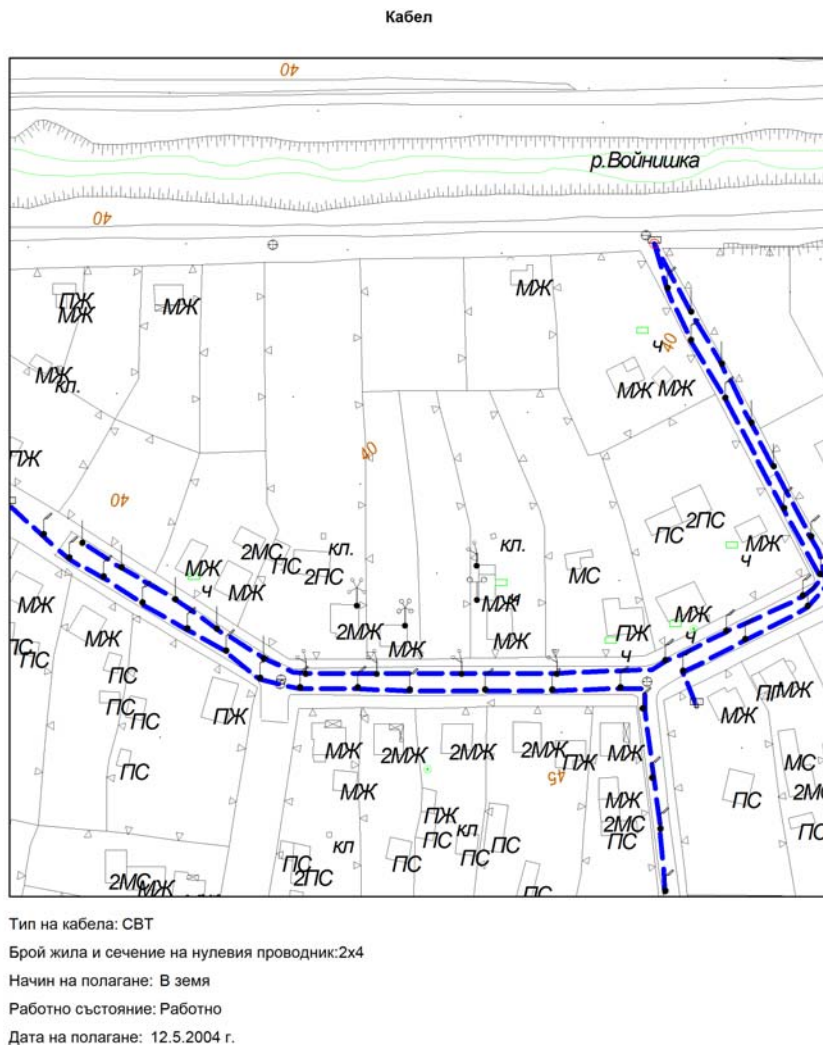 Кабел
40
р.Войнишка
40
40
ПЖ
МЖ
МЖ
МЖ
ч
МЖ
кл.
МЖ
МЖ
40
ПЖ
40
2ПС
ПС
МЖ
ч
кл.
кл.
2МС
ПС
2ПС
МЖ
ч
МЖ
МС
МЖ
ч
МЖ
МЖ
ч
ПЖ
ч
2МЖ
МЖ
МЖ
МЖ
ПС
ПС
ПС
ПС
ПС
ПЖ
ПС
МЖ
МЖ
2МЖ
2МЖ
2МЖ
ПЖ
МЖ
45
МЖ
МЖ
2МС
ПС
ПЖ
ПС
кл.
ПС
ПС
кл
ПС
ПС
2ПС
2МС
МЖ
ПС
МЖ
МС
ПС
ПС
Тип на кабела: СВТ
Брой жила и сечение на нулевия проводник:2x4
Начин на полагане: В земя
Работно състояние: Работно
Дата на полагане: 12.5.2004 г.